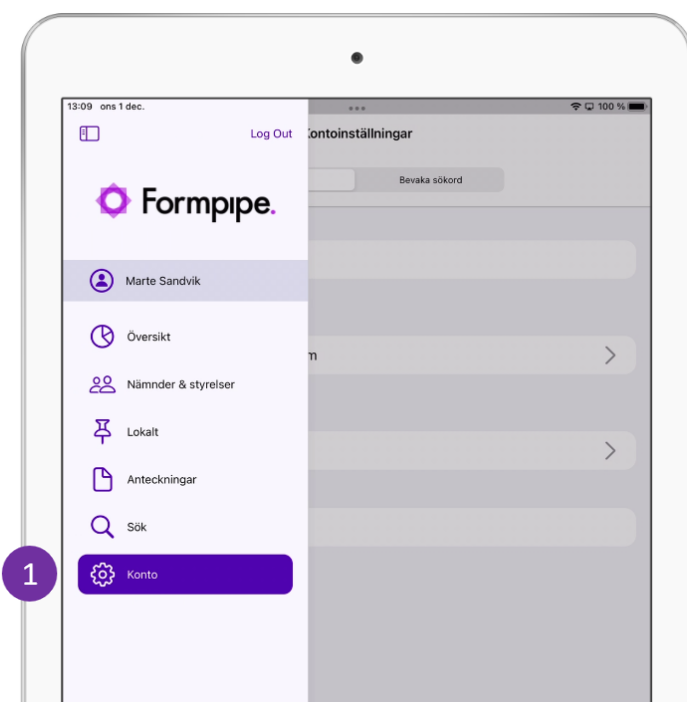 13:09 ons 1 dec.
100 %
Log Out
Kontoinställningar
Bevaka sökord
Formpipe.
Marte Sandvik
Översikt
m
Nämnder & styrelser
Lokalt
Anteckningar
Sök
1
Konto